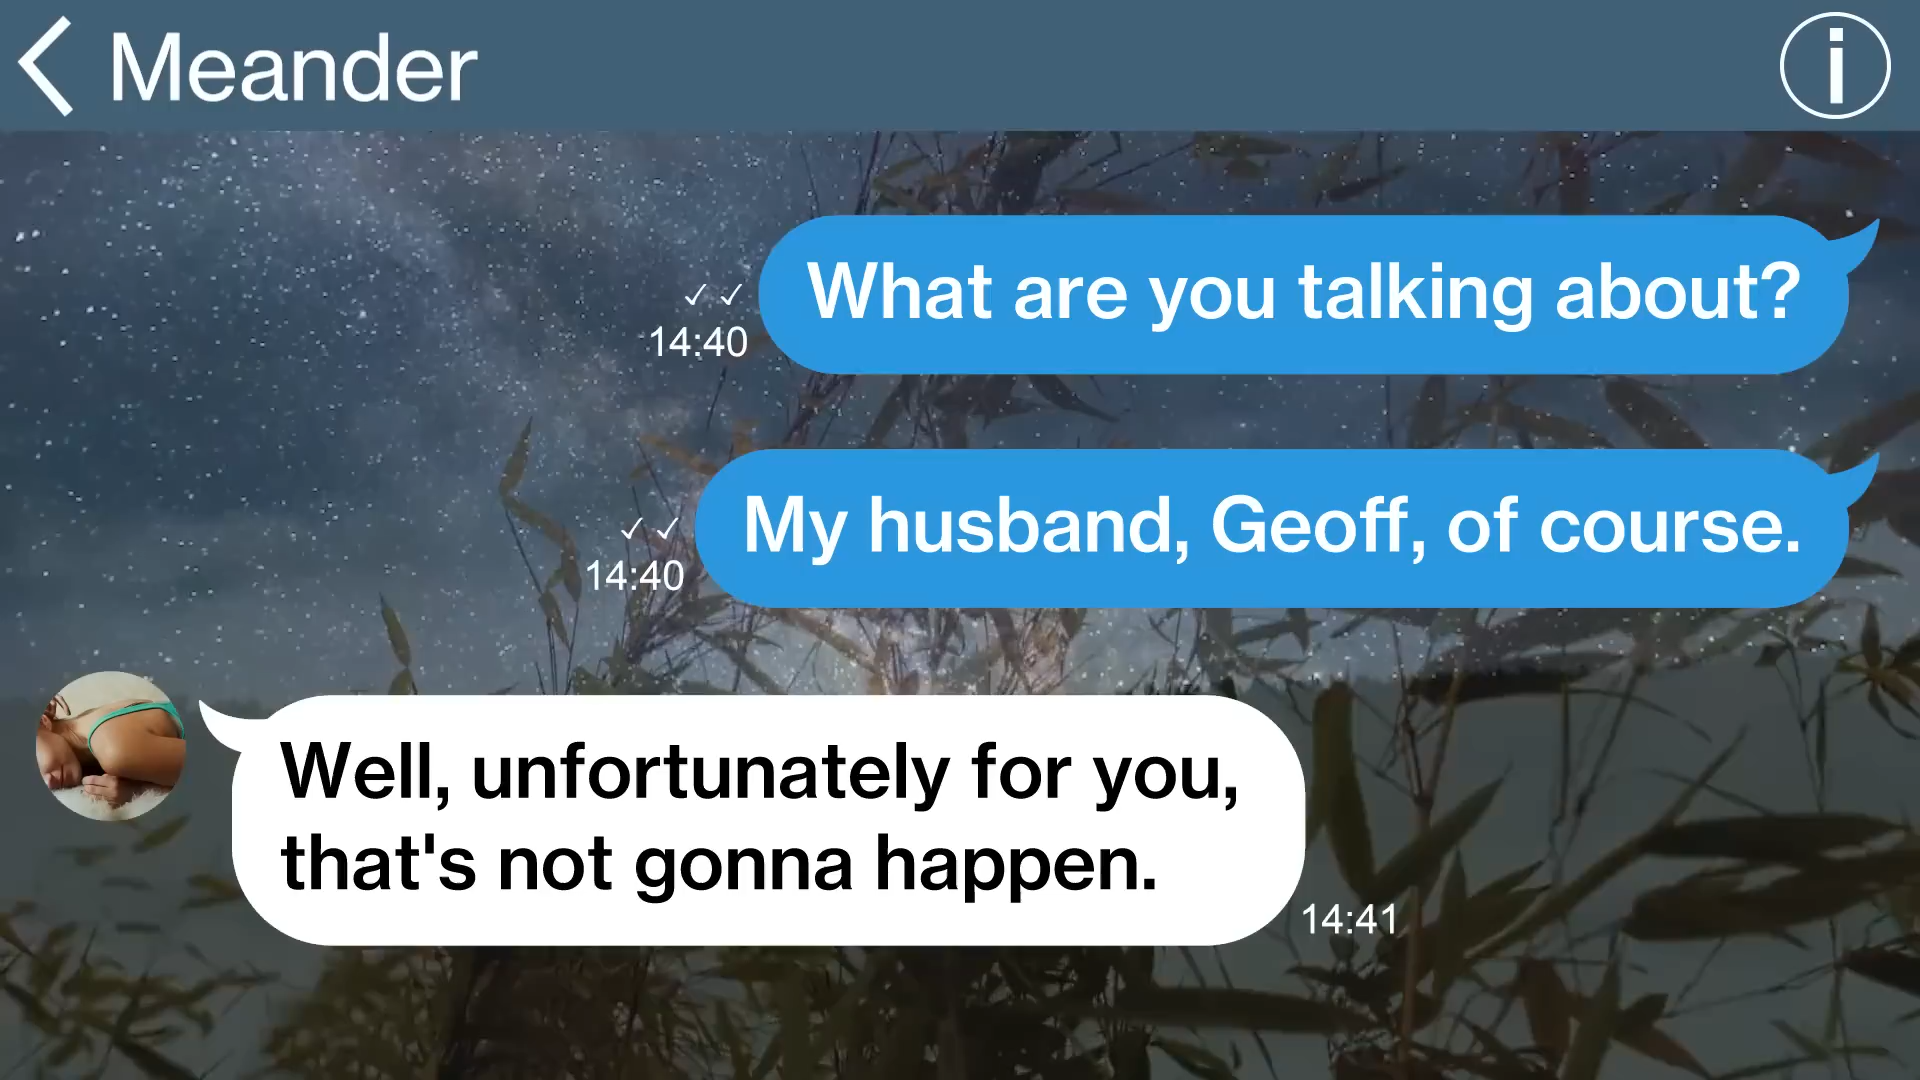 Meander
What are you talking about?
✓✓
14:40
My husband, Geoff, of course.
✓✓
14:40
Well, unfortunately for you,
that's not gonna happen.
14:41